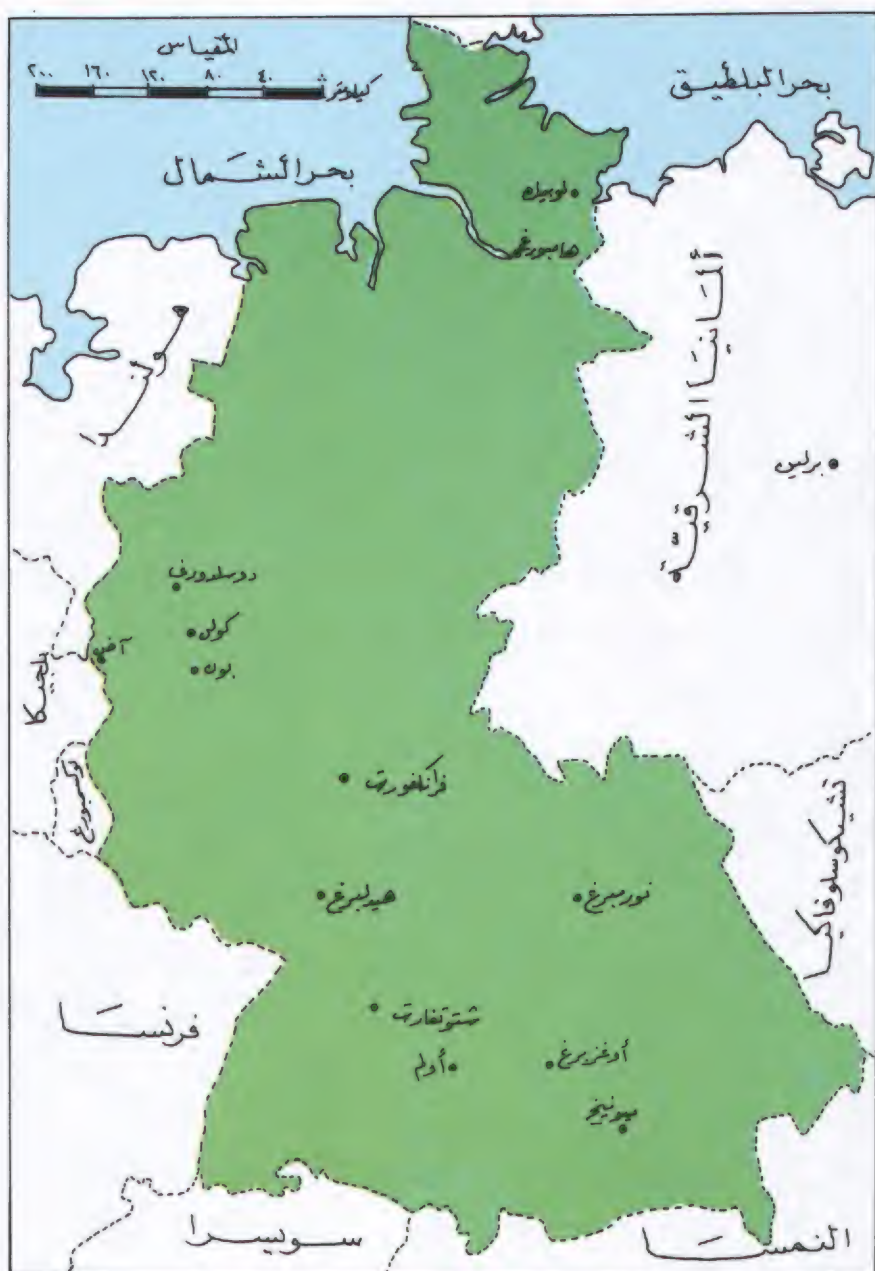 المقياس
٢٠٠ ١٦٠ ١٢٠ ٨٠ ٤٠ كيلومتر
بحر البلطيق
بحر الشمال
لوبيك
هامبورغ
ألمانيا الشرقية
هولندا
برلين
دوسلدورف
كولن
آخن
بون
بلجيكا
لكسمبورغ
فرانكفورت
تشيكوسلوفاكيا
هيدلبرغ
نورمبرغ
فرنسا
شتوتغارت
أولم
أوغزبرغ
ميونيخ
سويسرا
النمسا